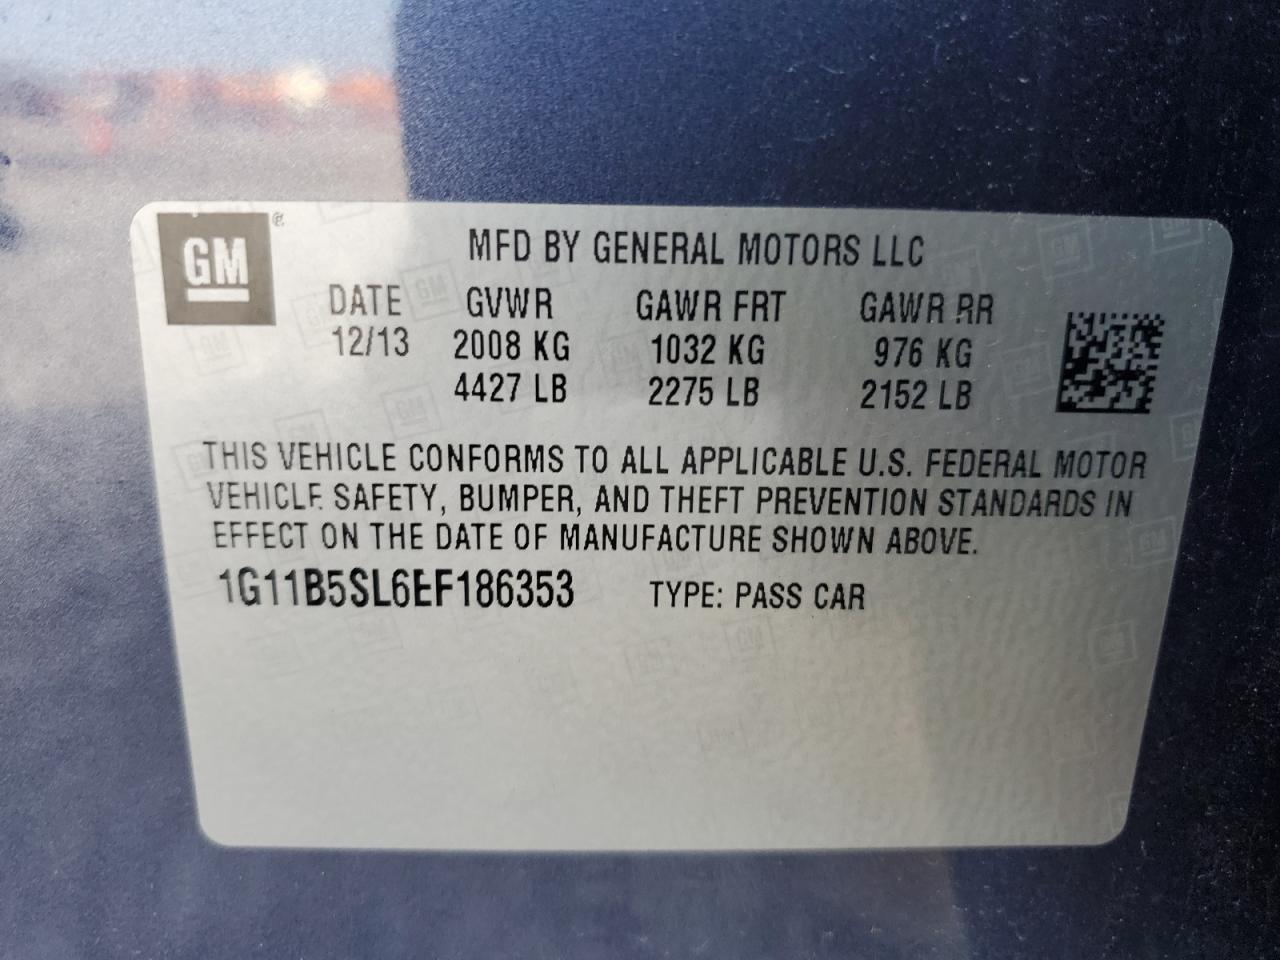 GM ®
MFD BY GENERAL MOTORS LLC
DATE GVWR GAWR FRT GAWR RR
12/13 2008 KG 1032 KG 976 KG
4427 LB 2275 LB 2152 LB
THIS VEHICLE CONFORMS TO ALL APPLICABLE U.S. FEDERAL MOTOR
VEHICLE SAFETY, BUMPER, AND THEFT PREVENTION STANDARDS IN
EFFECT ON THE DATE OF MANUFACTURE SHOWN ABOVE.
1G11B5SL6EF186353 TYPE: PASS CAR